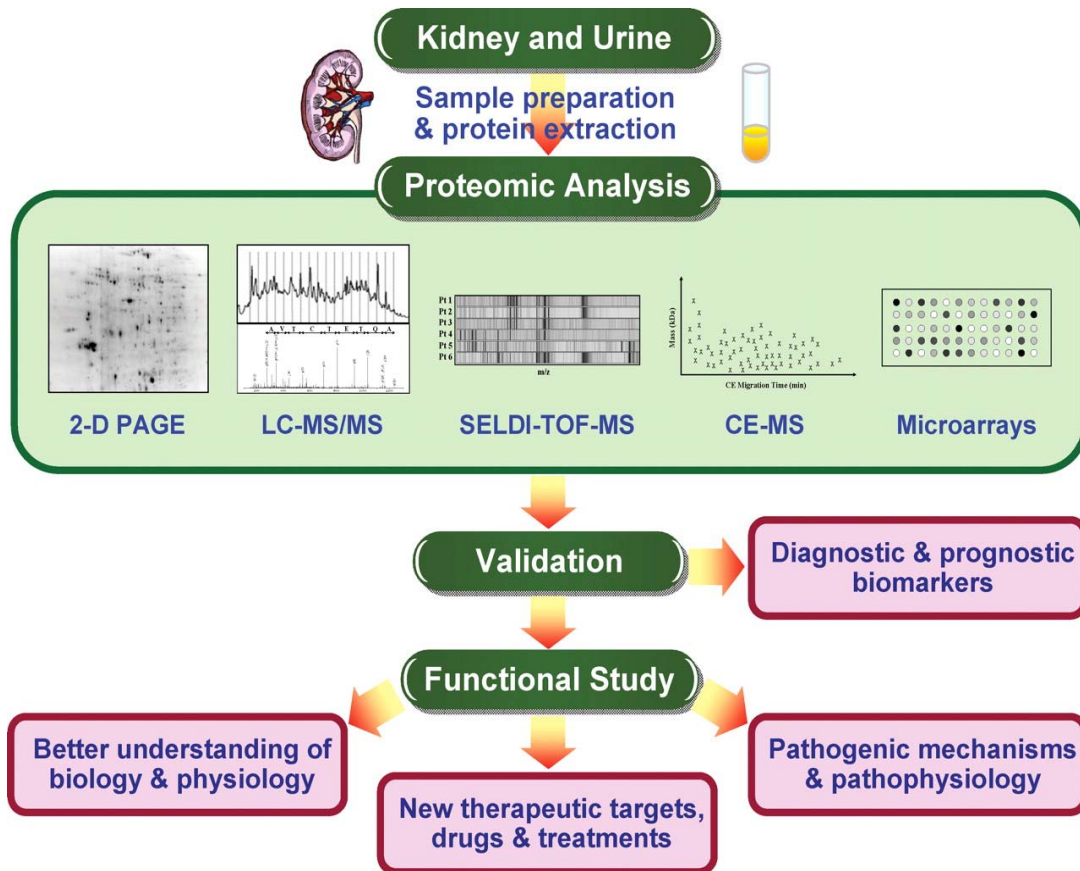 Kidney and Urine
Sample preparation
& protein extraction
Proteomic Analysis
A V T C T E T Q A
Pt 1
Pt 2
Pt 3
Pt 4
Pt 5
Pt 6
m/z
Mass (kDa)
CE Migration Time (min)
2-D PAGE
LC-MS/MS
SELDI-TOF-MS
CE-MS
Microarrays
Validation
Diagnostic & prognostic
biomarkers
Functional Study
Better understanding of
biology & physiology
New therapeutic targets,
drugs & treatments
Pathogenic mechanisms
& pathophysiology